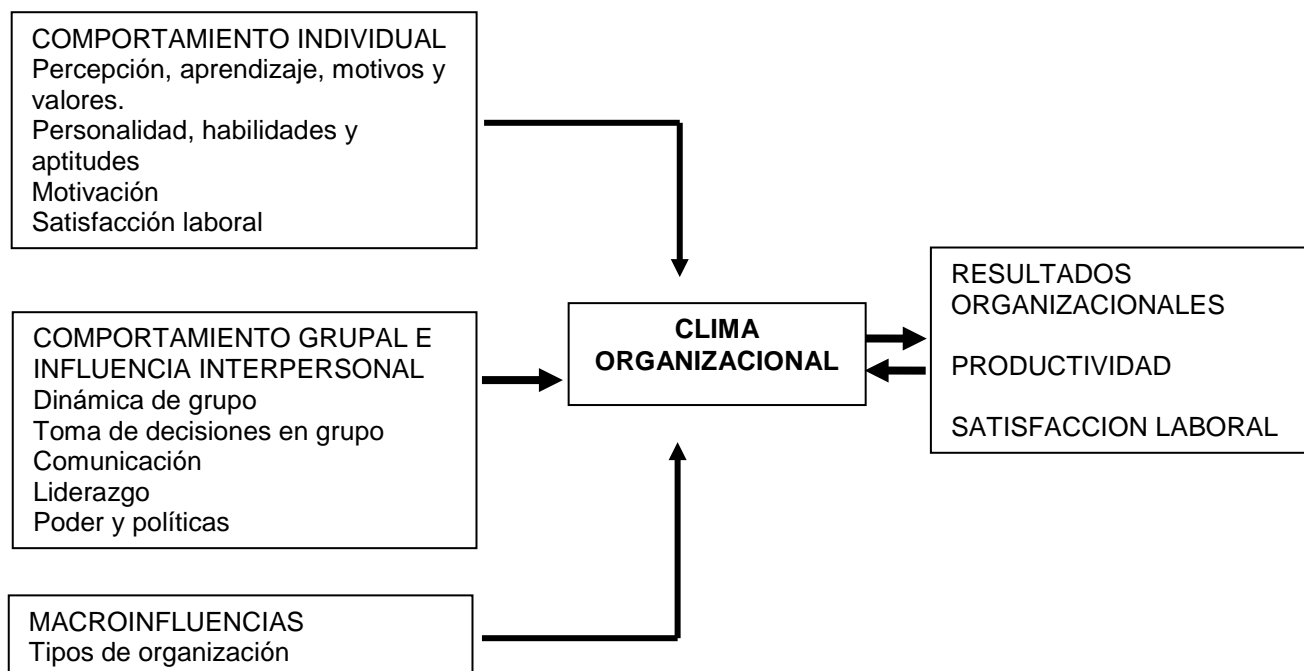 COMPORTAMIENTO INDIVIDUAL
Percepción, aprendizaje, motivos y
valores.
Personalidad, habilidades y
aptitudes
Motivación
Satisfacción laboral
COMPORTAMIENTO GRUPAL E
INFLUENCIA INTERPERSONAL
Dinámica de grupo
Toma de decisiones en grupo
Comunicación
Liderazgo
Poder y políticas
MACROINFLUENCIAS
Tipos de organización
CLIMA
ORGANIZACIONAL
RESULTADOS
ORGANIZACIONALES
PRODUCTIVIDAD
SATISFACCION LABORAL